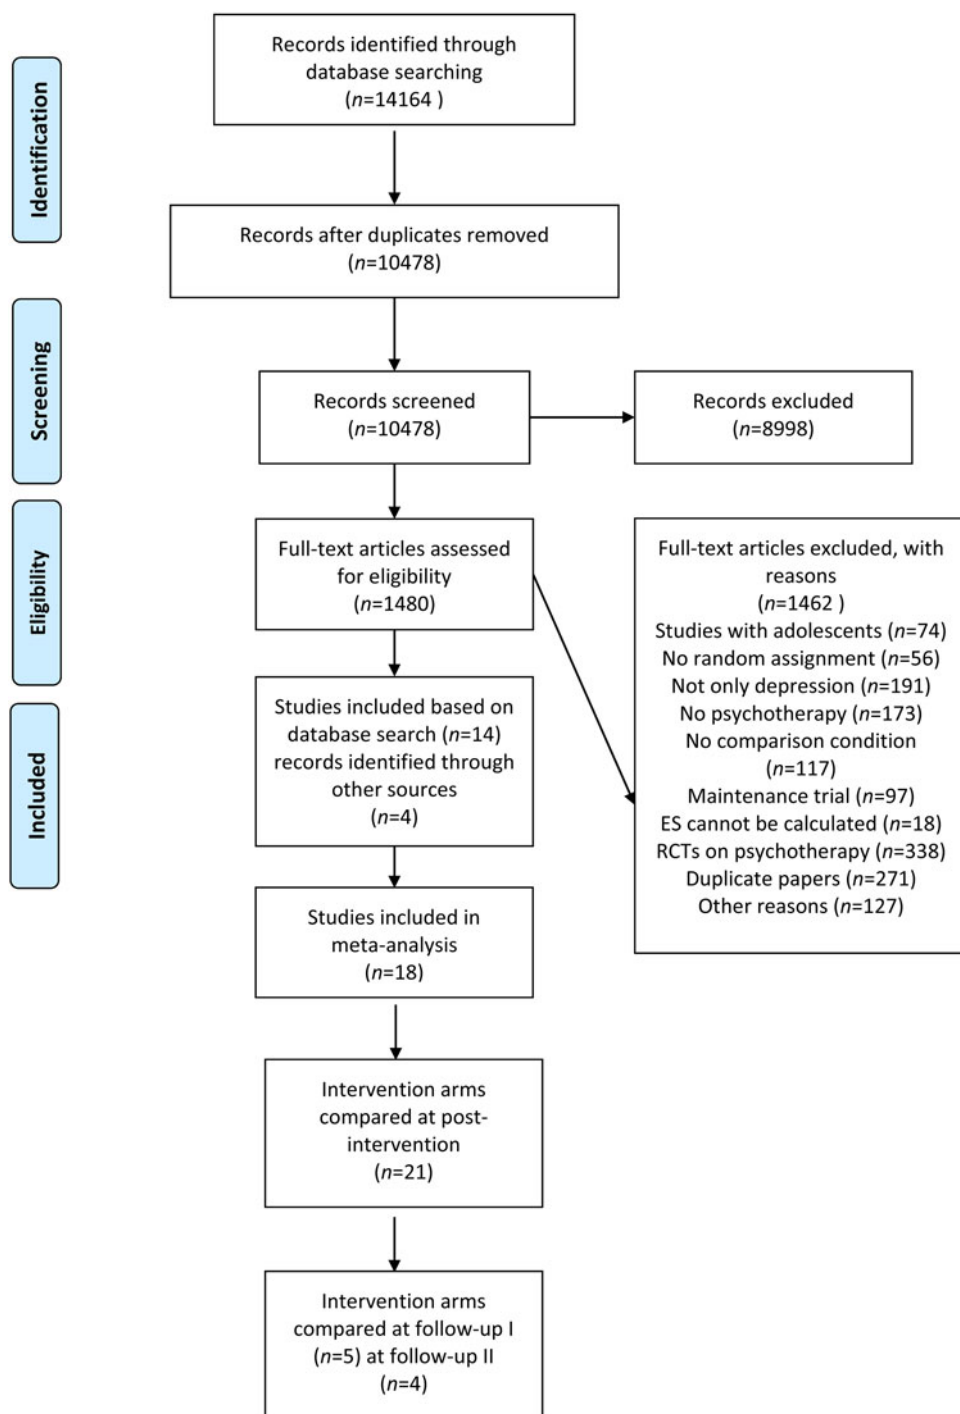 Identification
Records identified through
database searching
(n=14164 )
Records after duplicates removed
(n=10478)
Screening
Records screened
(n=10478)
Records excluded
(n=8998)
Eligibility
Full-text articles assessed
for eligibility
(n=1480)
Full-text articles excluded, with
reasons
(n=1462 )
Studies with adolescents (n=74)
No random assignment (n=56)
Not only depression (n=191)
No psychotherapy (n=173)
No comparison condition
(n=117)
Maintenance trial (n=97)
ES cannot be calculated (n=18)
RCTs on psychotherapy (n=338)
Duplicate papers (n=271)
Other reasons (n=127)
Included
Studies included based on
database search (n=14)
records identified through
other sources
(n=4)
Studies included in
meta-analysis
(n=18)
Intervention arms
compared at post-
intervention
(n=21)
Intervention arms
compared at follow-up I
(n=5) at follow-up II
(n=4)